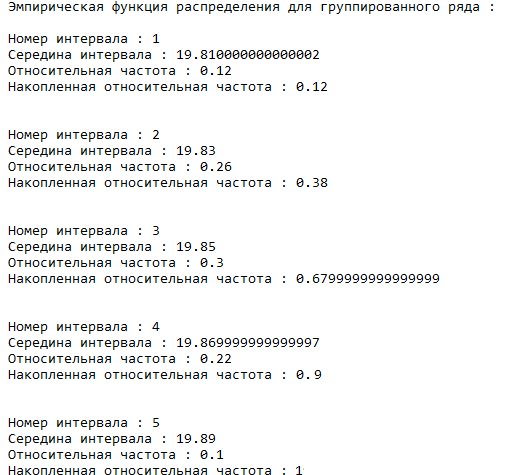 Эмпирическая функция распределения для группированного ряда :
Номер интервала : 1
Середина интервала : 19.810000000000002
Относительная частота : 0.12
Накопленная относительная частота : 0.12
Номер интервала : 2
Середина интервала : 19.83
Относительная частота : 0.26
Накопленная относительная частота : 0.38
Номер интервала : 3
Середина интервала : 19.85
Относительная частота : 0.3
Накопленная относительная частота : 0.6799999999999999
Номер интервала : 4
Середина интервала : 19.869999999999997
Относительная частота : 0.22
Накопленная относительная частота : 0.9
Номер интервала : 5
Середина интервала : 19.89
Относительная частота : 0.1
Накопленная относительная частота : 1